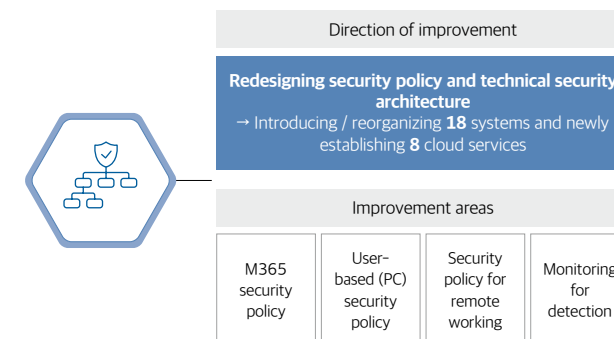 Direction of improvement
Redesigning security policy and technical security
architecture
→ Introducing / reorganizing 18 systems and newly
establishing 8 cloud services
Improvement areas
M365
security
policy
User-
based (PC)
security
policy
Security
policy for
remote
working
Monitoring
for
detection